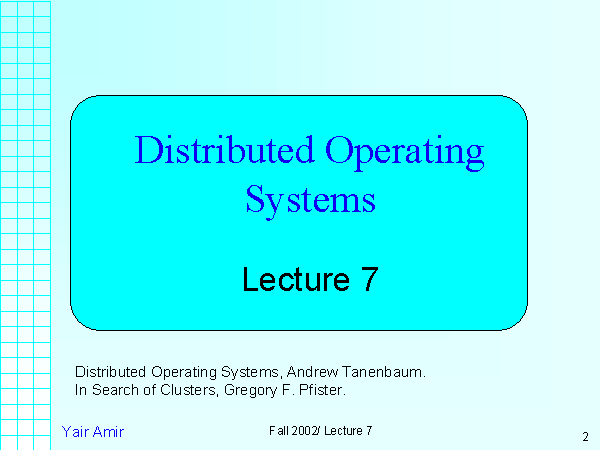 Distributed Operating
Systems
Lecture 7
Distributed Operating Systems, Andrew Tanenbaum.
In Search of Clusters, Gregory F. Pfister.
Yair Amir
Fall 2002/ Lecture 7
2